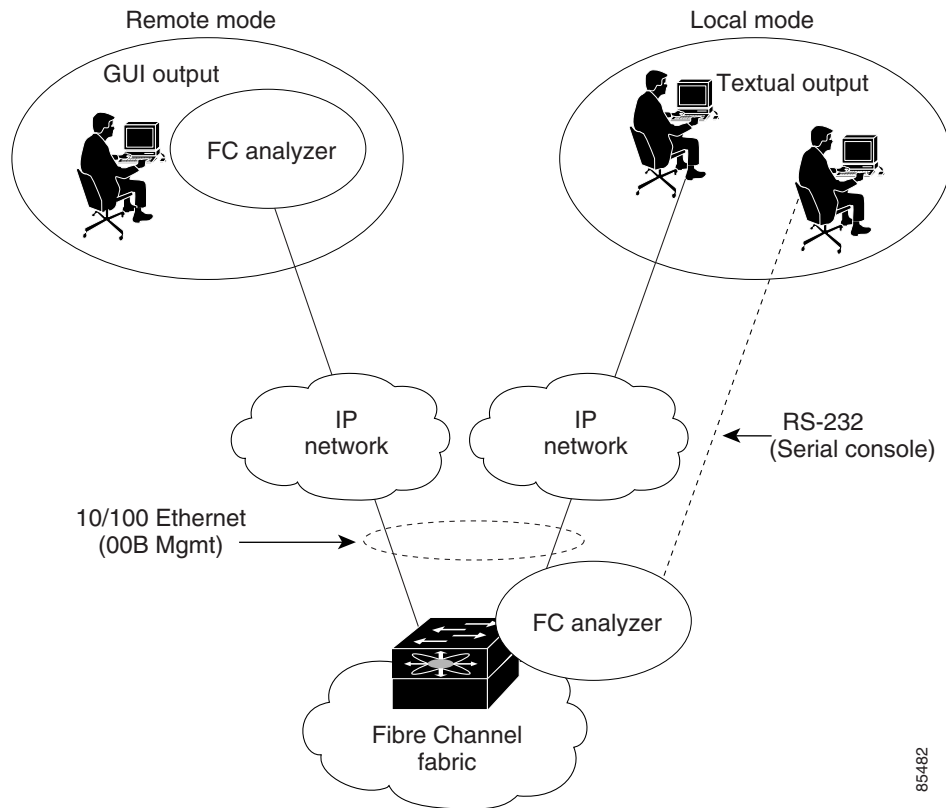 Remote mode
Local mode
GUI output
Textual output
FC analyzer
IP
network
IP
network
RS-232
(Serial console)
10/100 Ethernet
(00B Mgmt)
FC analyzer
Fibre Channel
fabric
85482